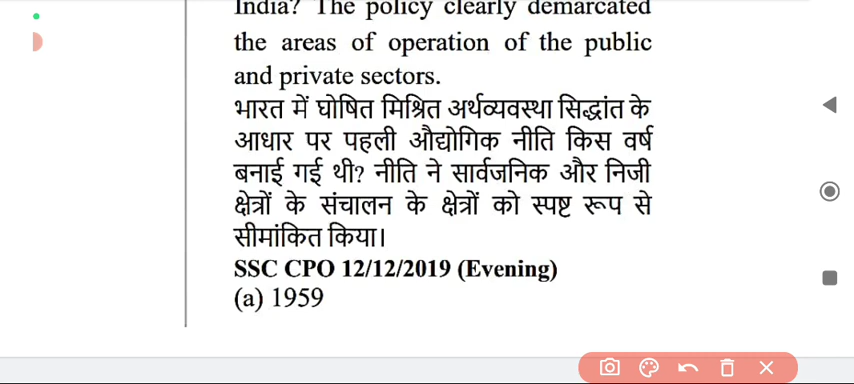 India? The policy clearly demarcated
the areas of operation of the public
and private sectors.
भारत में घोषित मिश्रित अर्थव्यवस्था सिद्धांत के
आधार पर पहली औद्योगिक नीति किस वर्ष
बनाई गई थी? नीति ने सार्वजनिक और निजी
क्षेत्रों के संचालन के क्षेत्रों को स्पष्ट रूप से
सीमांकित किया।
SSC CPO 12/12/2019 (Evening)
(a) 1959